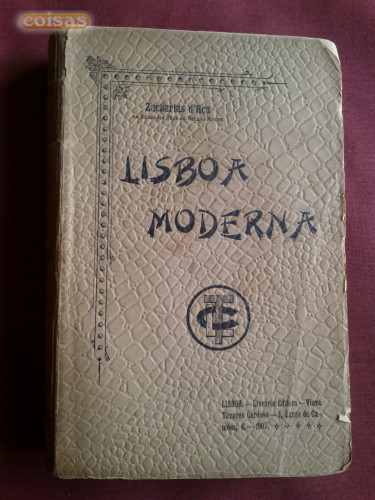 coisas
Zacharias d'Aça
LISBOA
MODERNA
LISBOA.—Livraria Editora—Viuva
Tavares Cardoso—5, Largo de Ca-
mões, 6.—1907.